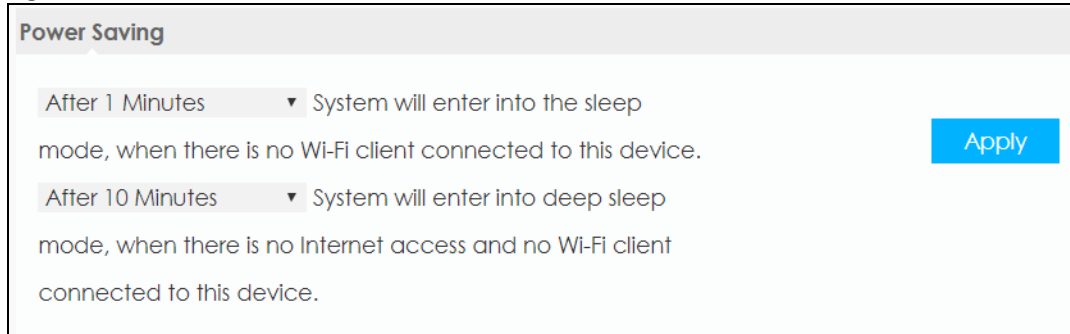 Power Saving
After 1 Minutes ▼ System will enter into the sleep
mode, when there is no Wi-Fi client connected to this device.
Apply
After 10 Minutes ▼ System will enter into deep sleep
mode, when there is no Internet access and no Wi-Fi client
connected to this device.